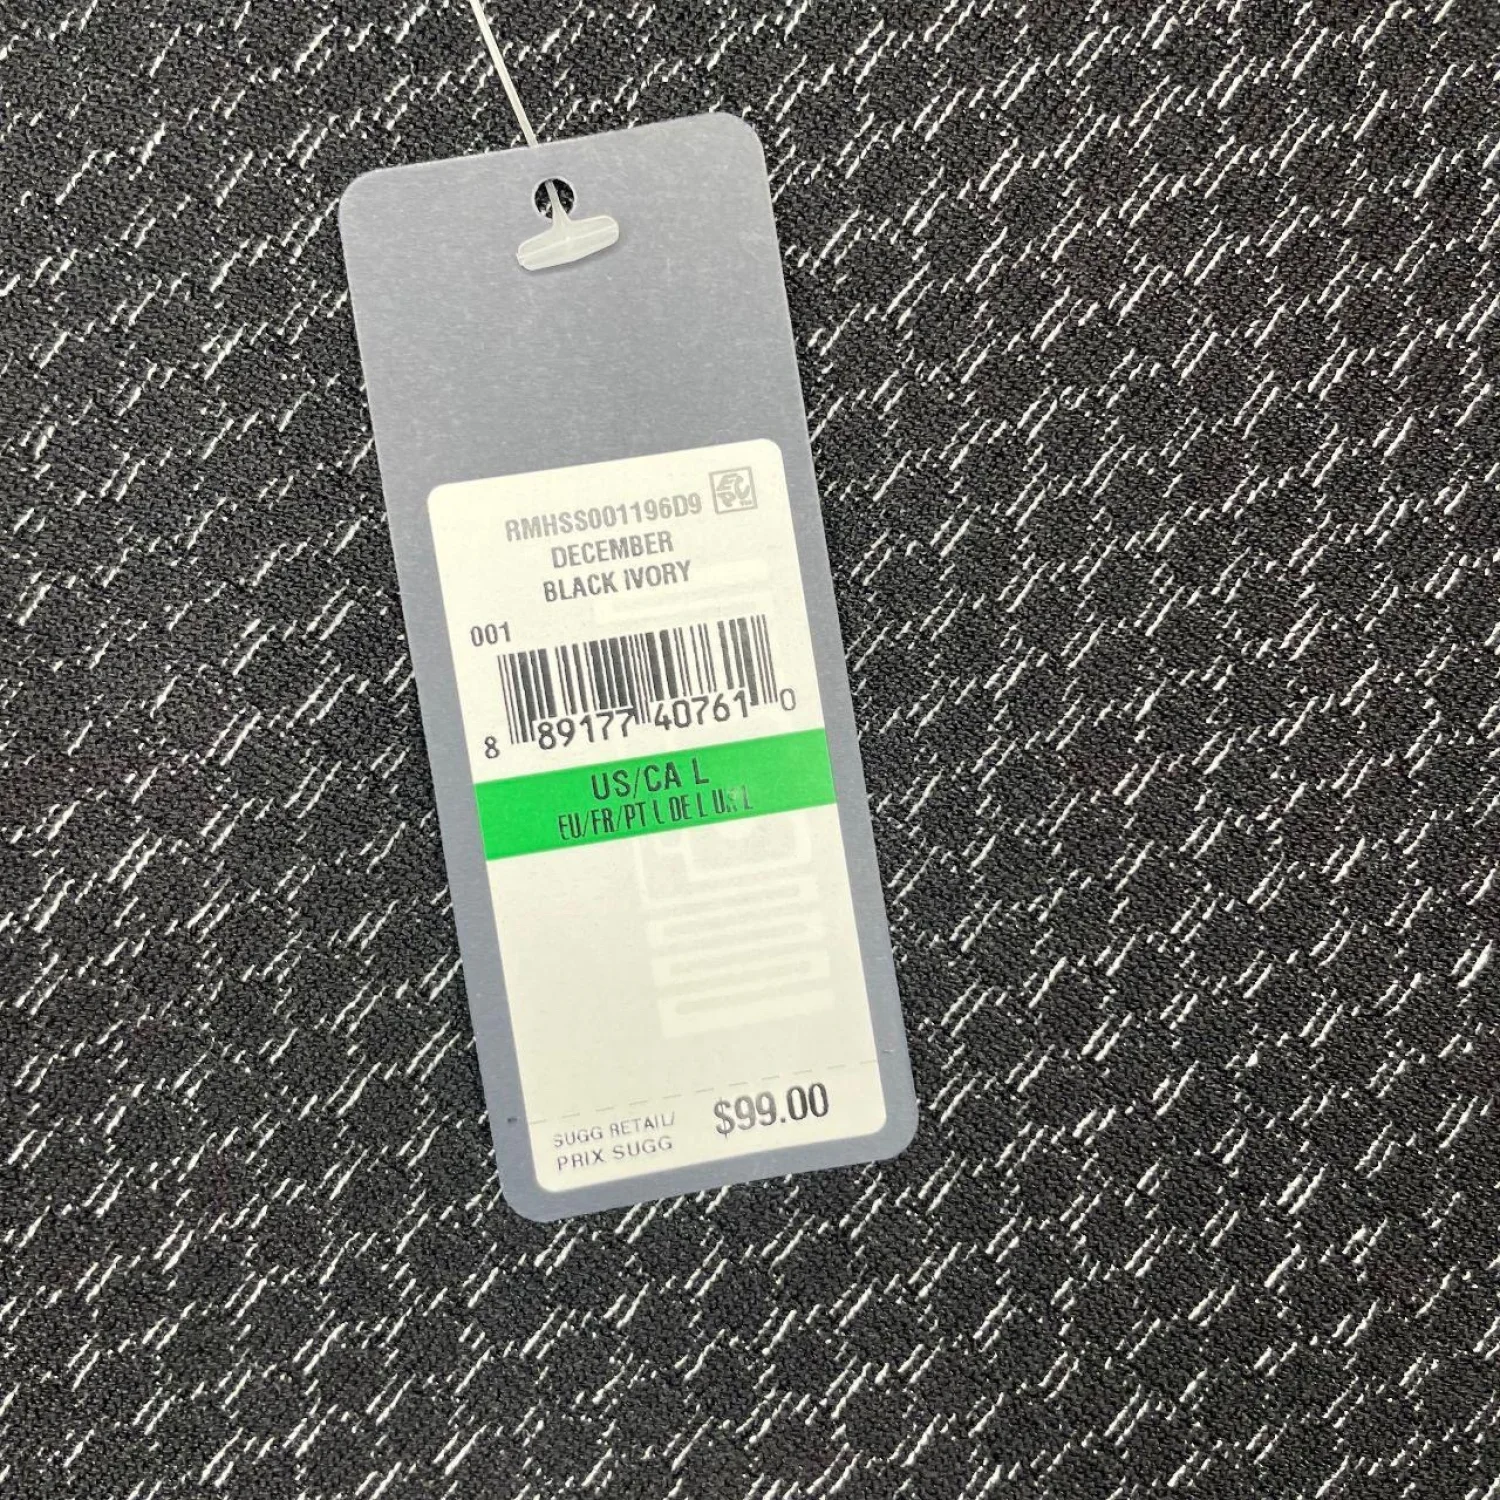 RMHSS001196D9
DECEMBER
BLACK IVORY
001
8 89177 40761 0
US/CA L
EU/FR/PT L DE L UK L
SUGG RETAIL/ $99.00
PRIX SUGG